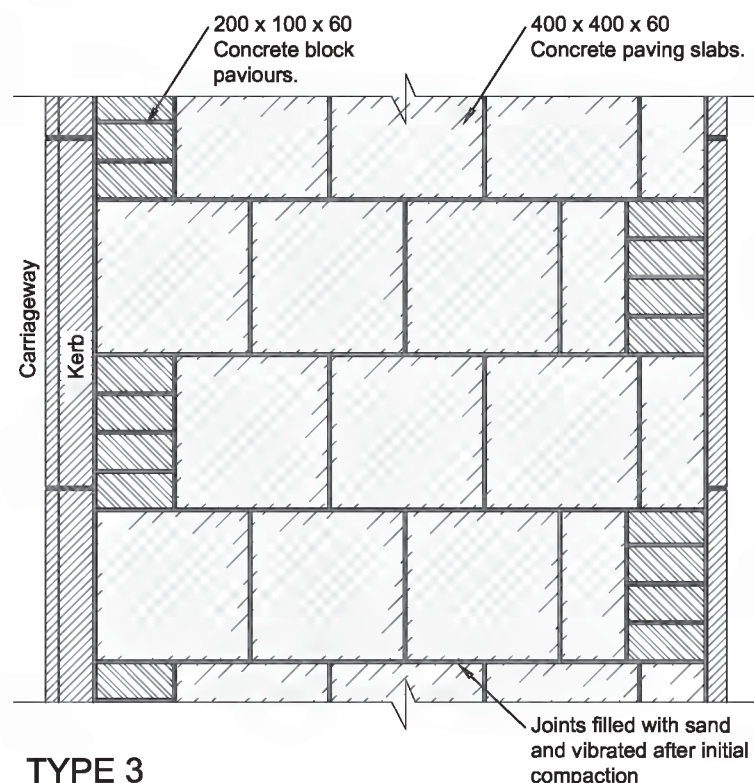 200 x 100 x 60
Concrete block
paviours.
400 x 400 x 60
Concrete paving slabs.
Carriageway
Kerb
Joints filled with sand
and vibrated after initial
compaction
TYPE 3